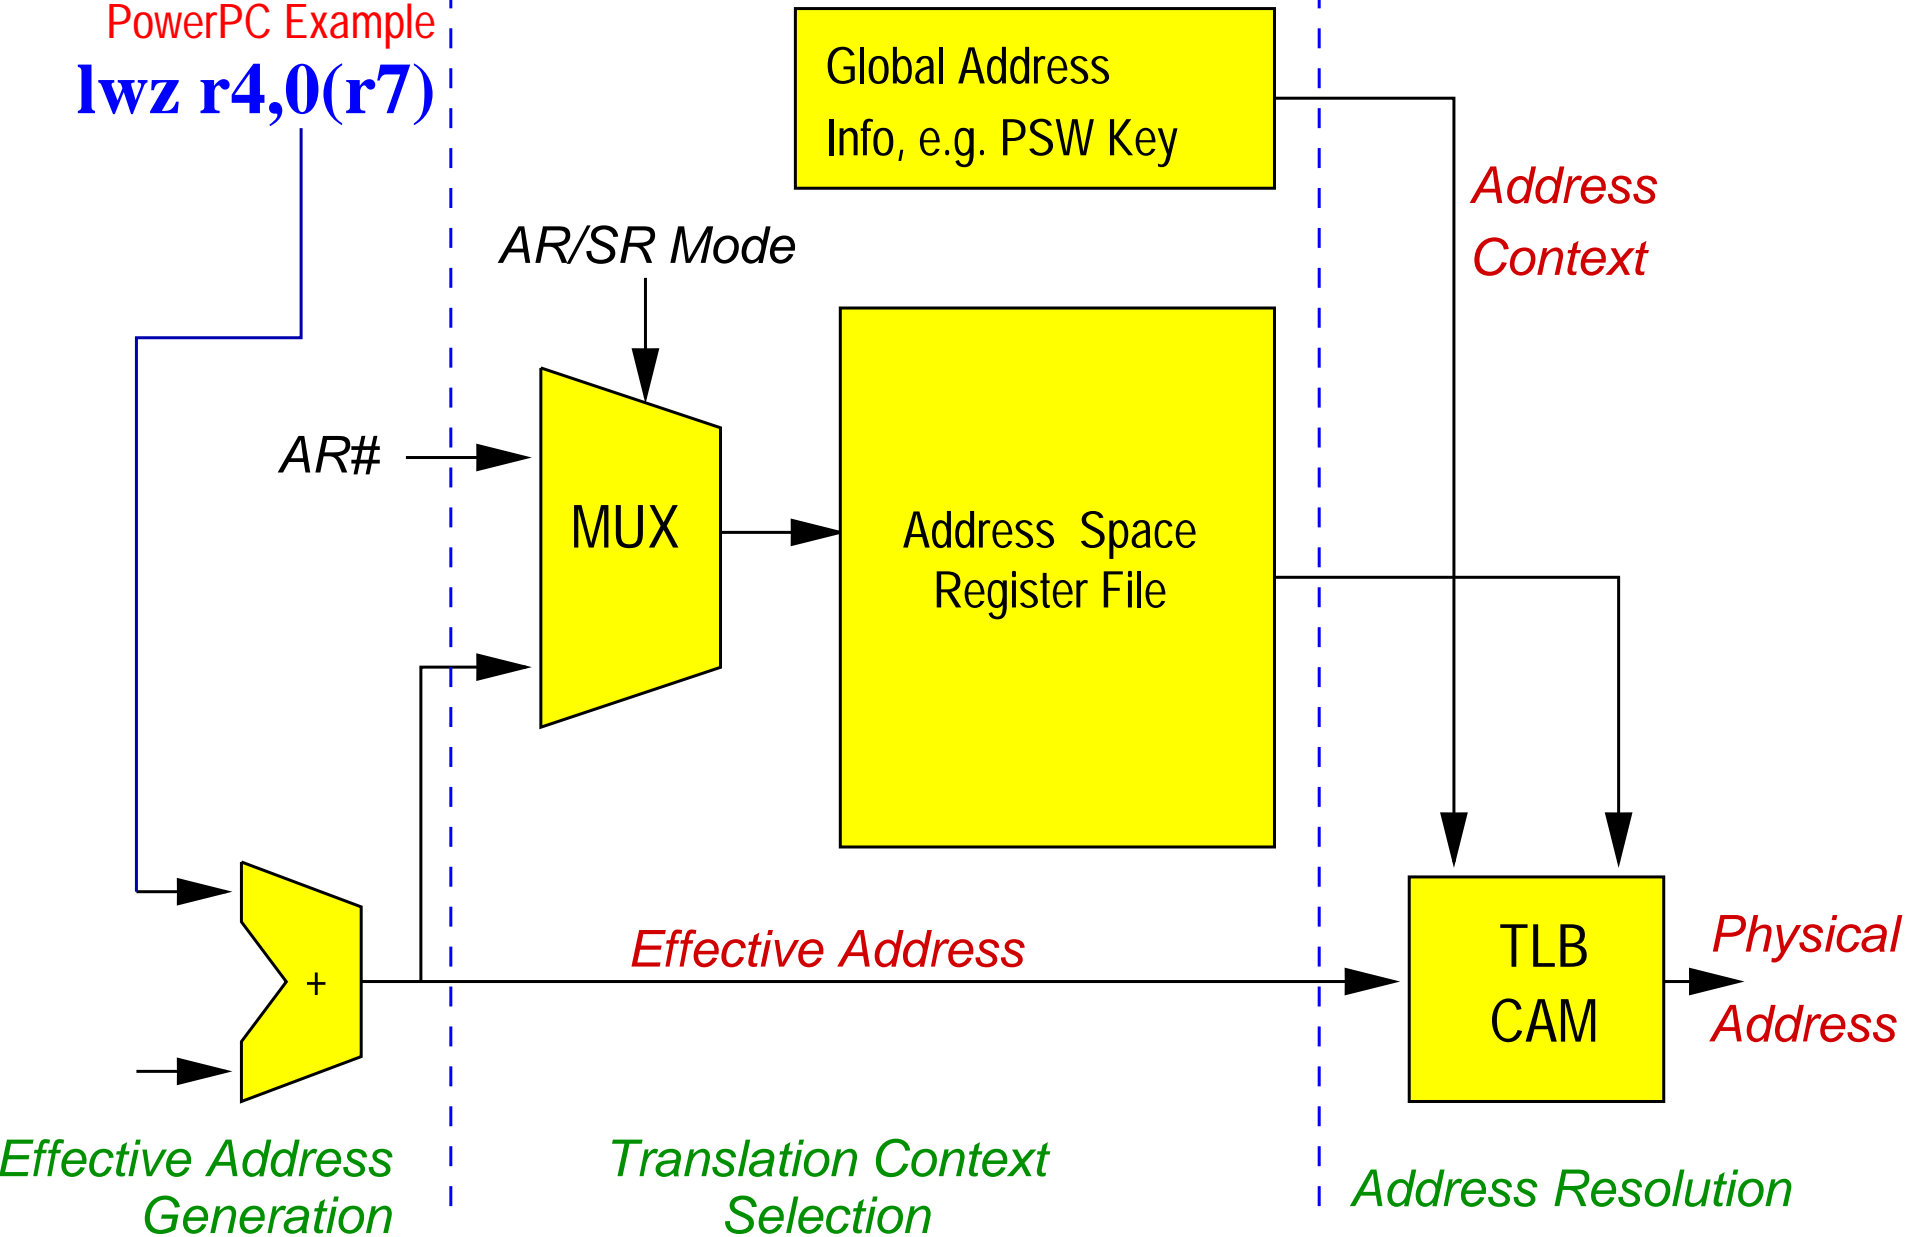 PowerPC Example
lwz r4,0(r7)
Global Address
Info, e.g. PSW Key
Address
Context
AR/SR Mode
AR#
MUX
Address Space
Register File
Effective Address
+
TLB
CAM
Physical
Address
Effective Address
Generation
Translation Context
Selection
Address Resolution